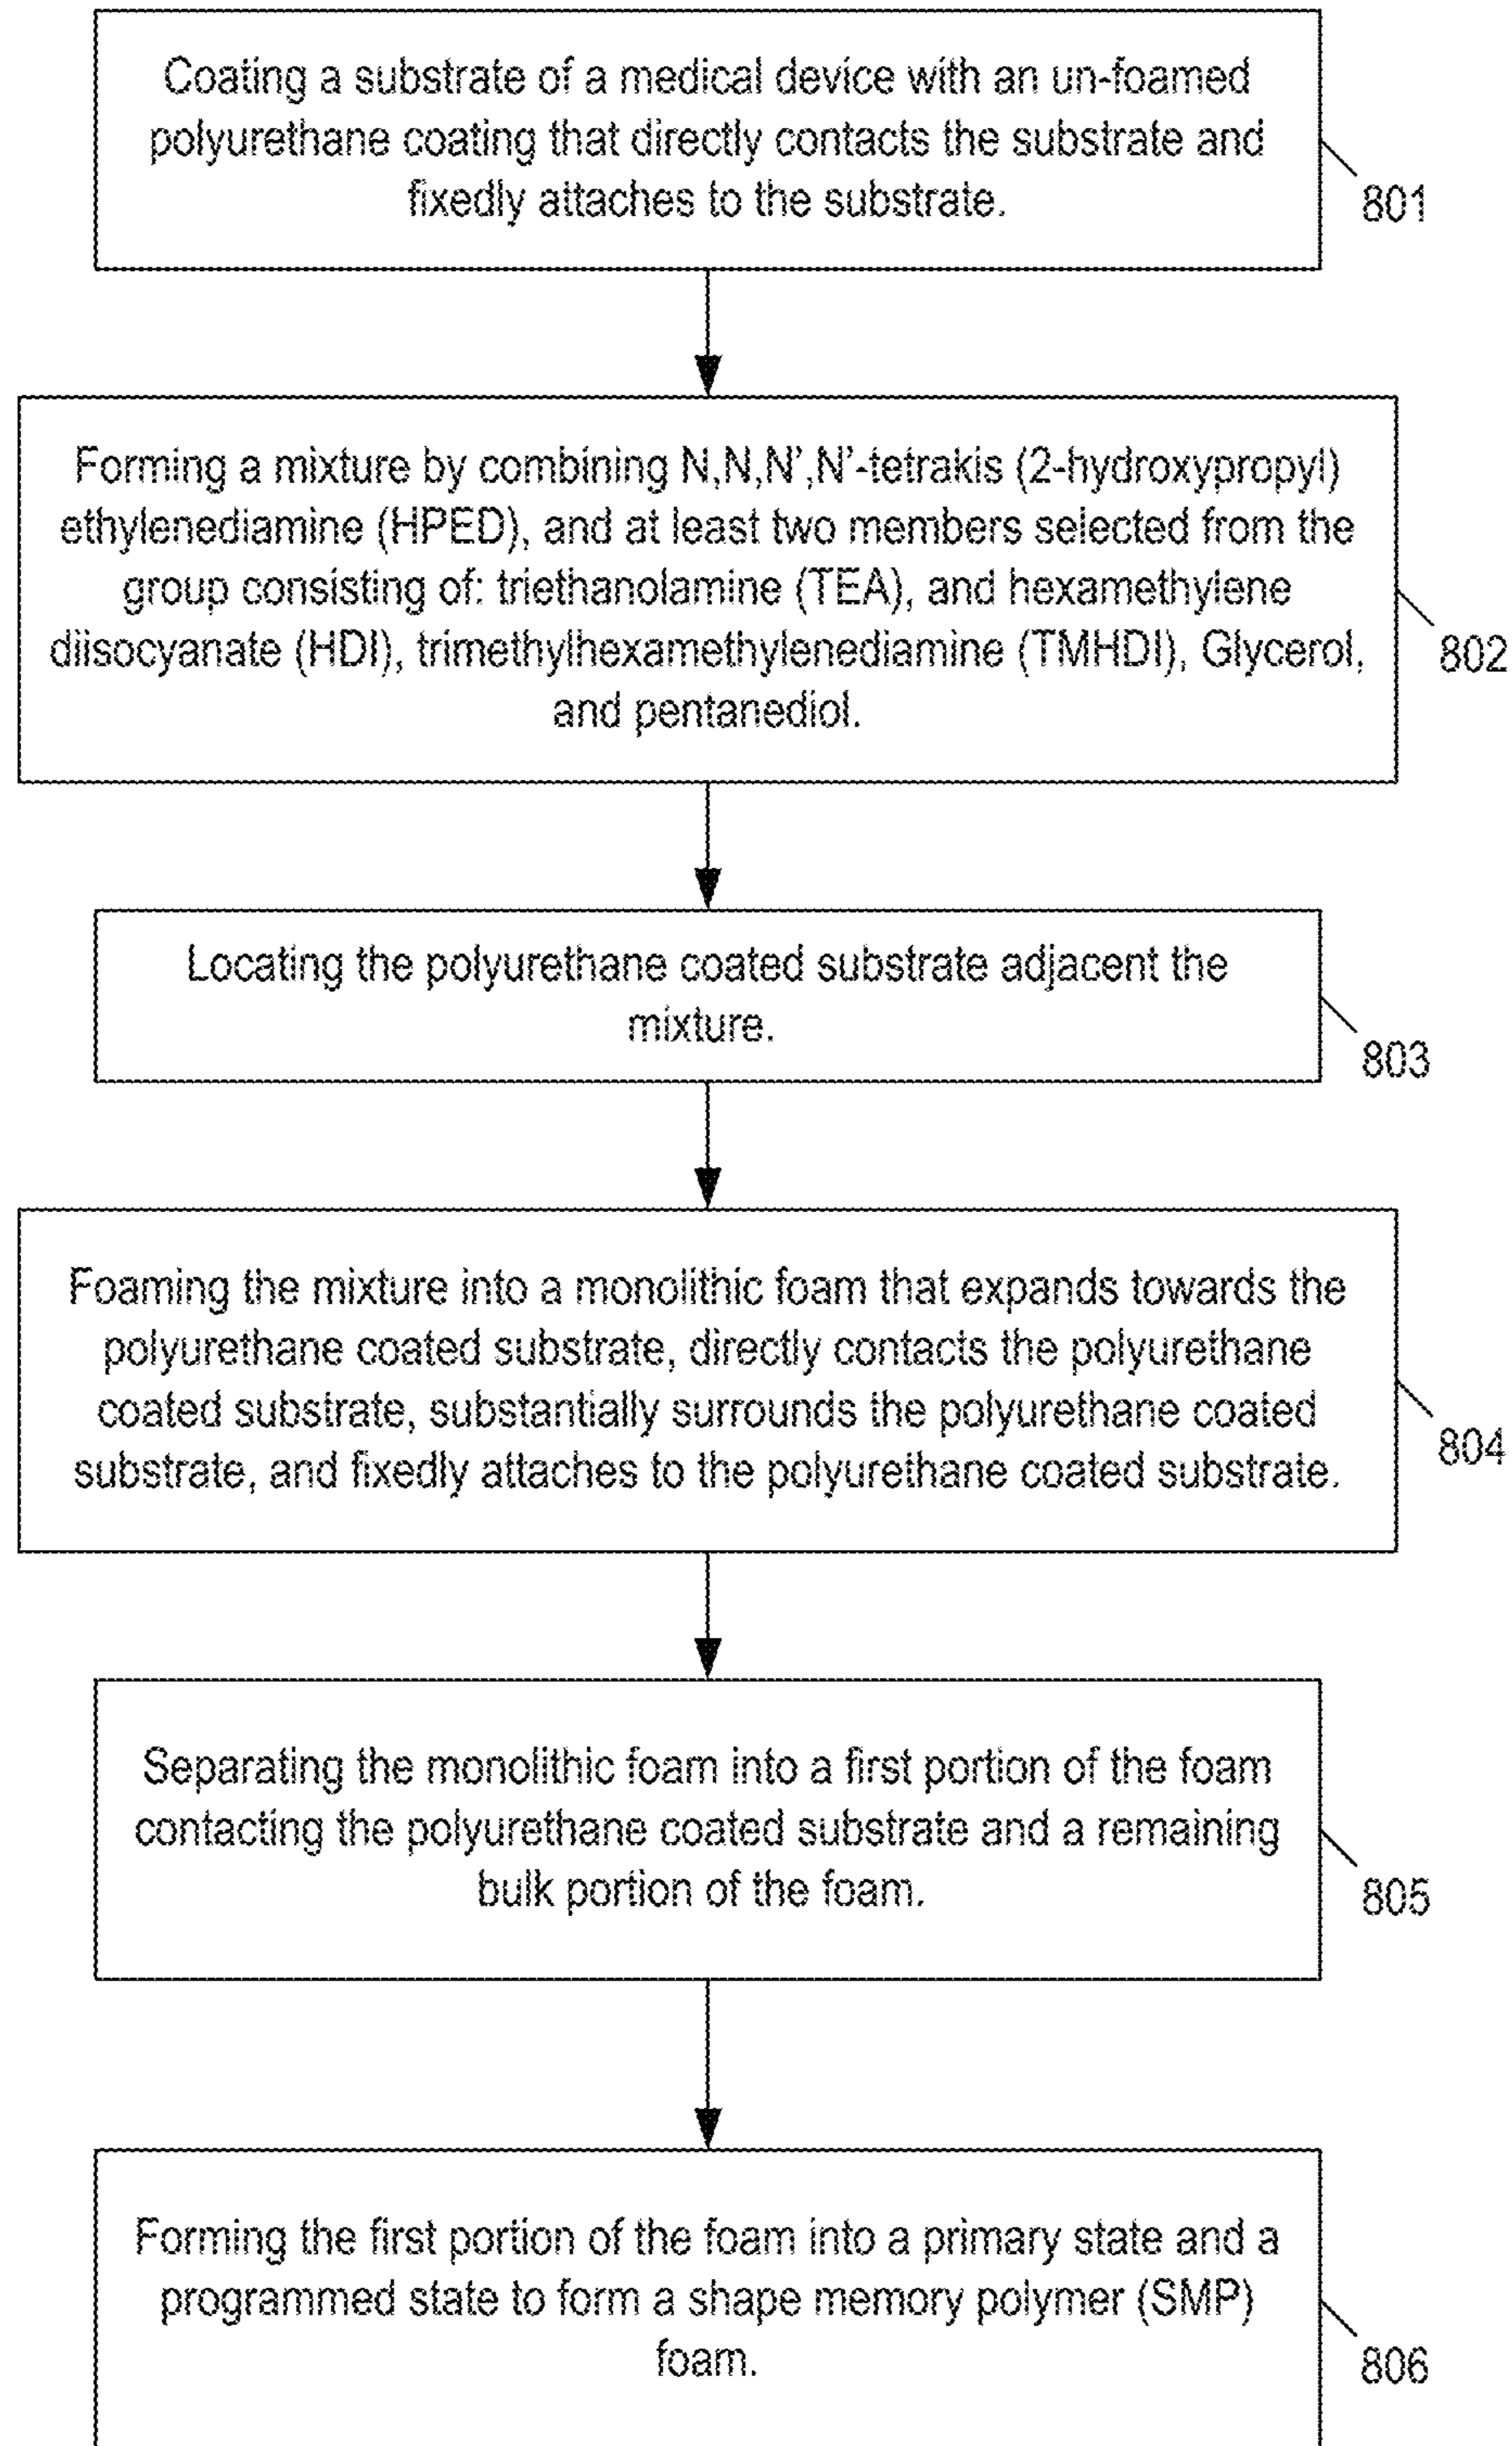 Coating a substrate of a medical device with an un-foamed
polyurethane coating that directly contacts the substrate and
fixedly attaches to the substrate.
801
Forming a mixture by combining N,N,N’,N’-tetrakis (2-hydroxypropyl)
ethylenediamine (HPED), and at least two members selected from the
group consisting of: triethanolamine (TEA), and hexamethylene
diisocyanate (HDI), trimethylhexamethylenediamine (TMHDI), Glycerol,
and pentanediol.
802
Locating the polyurethane coated substrate adjacent the
mixture.
803
Foaming the mixture into a monolithic foam that expands towards the
polyurethane coated substrate, directly contacts the polyurethane
coated substrate, substantially surrounds the polyurethane coated
substrate, and fixedly attaches to the polyurethane coated substrate.
804
Separating the monolithic foam into a first portion of the foam
contacting the polyurethane coated substrate and a remaining
bulk portion of the foam.
805
Forming the first portion of the foam into a primary state and a
programmed state to form a shape memory polymer (SMP)
foam.
806